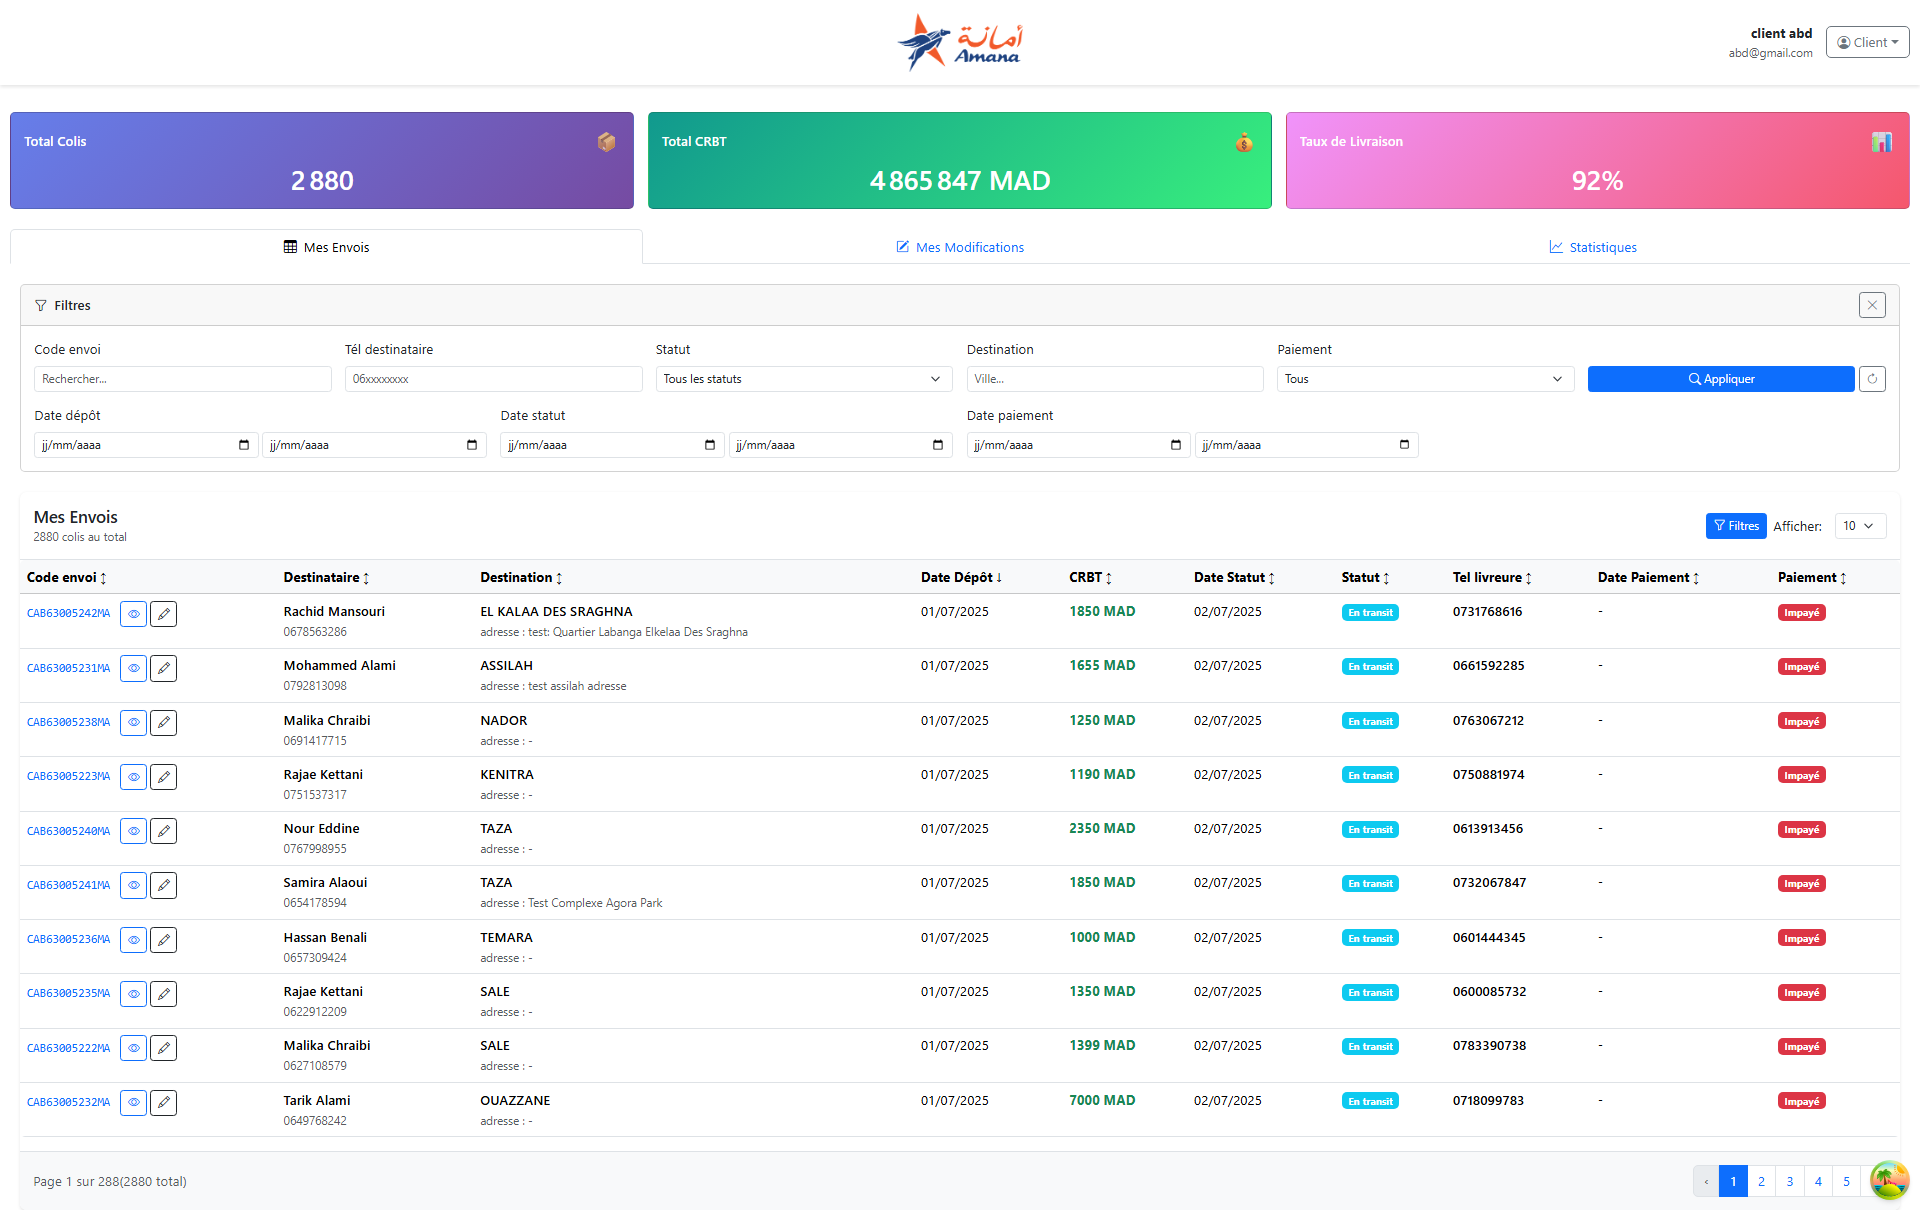 أمانة
Amana
client abd
abd@gmail.com
Client
Total Colis
2 880
Total CRBT
4 865 847 MAD
Taux de Livraison
92%
Mes Envois
Mes Modifications
Statistiques
Filtres
Code envoi
Tél destinataire
Statut
Destination
Paiement
Rechercher...
06xxxxxxxx
Tous les statuts
Ville...
Tous
Appliquer
Date dépôt
Date statut
Date paiement
jj/mm/aaaa
jj/mm/aaaa
jj/mm/aaaa
jj/mm/aaaa
jj/mm/aaaa
jj/mm/aaaa
Mes Envois
2880 colis au total
Filtres
Afficher:
10
Code envoi Destinataire Destination Date Dépôt CRBT Date Statut Statut Tel livreure Date Paiement Paiement
CAB63005242MA Rachid Mansouri EL KALAA DES SRAGHNA 01/07/2025 1850 MAD 02/07/2025 En transit 0731768616 - Impayé
0678563286 adresse : test: Quartier Labanga Elkelaa Des Sraghna
CAB63005231MA Mohammed Alami ASSILAH 01/07/2025 1655 MAD 02/07/2025 En transit 0661592285 - Impayé
0792813098 adresse : test assilah adresse
CAB63005238MA Malika Chraibi NADOR 01/07/2025 1250 MAD 02/07/2025 En transit 0763067212 - Impayé
0691417715 adresse : -
CAB63005223MA Rajae Kettani KENITRA 01/07/2025 1190 MAD 02/07/2025 En transit 0750881974 - Impayé
0751537317 adresse : -
CAB63005240MA Nour Eddine TAZA 01/07/2025 2350 MAD 02/07/2025 En transit 0613913456 - Impayé
0767998955 adresse : -
CAB63005241MA Samira Alaoui TAZA 01/07/2025 1850 MAD 02/07/2025 En transit 0732067847 - Impayé
0654178594 adresse : Test Complexe Agora Park
CAB63005236MA Hassan Benali TEMARA 01/07/2025 1000 MAD 02/07/2025 En transit 0601444345 - Impayé
0657309424 adresse : -
CAB63005235MA Rajae Kettani SALE 01/07/2025 1350 MAD 02/07/2025 En transit 0600085732 - Impayé
0622912209 adresse : -
CAB63005222MA Malika Chraibi SALE 01/07/2025 1399 MAD 02/07/2025 En transit 0783390738 - Impayé
0627108579 adresse : -
CAB63005232MA Tarik Alami OUAZZANE 01/07/2025 7000 MAD 02/07/2025 En transit 0718099783 - Impayé
0649768242 adresse : -
Page 1 sur 288(2880 total)
‹ 1 2 3 4 5